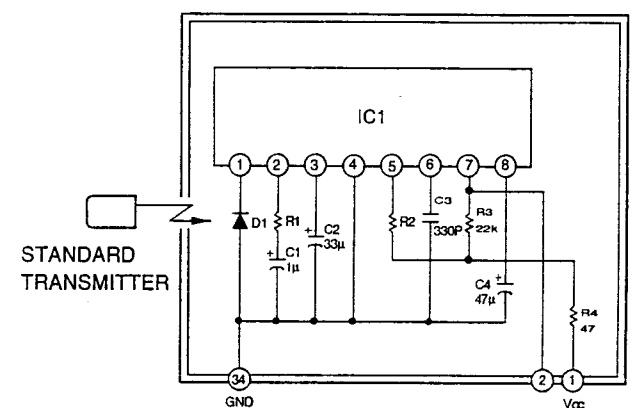 IC1
1 2 3 4 5 6 7 8
D1
R1
C1
1µ
C2
33µ
R2
C3
330P
R3
22k
C4
47µ
R4
47
STANDARD
TRANSMITTER
34 2 1
GND Vcc